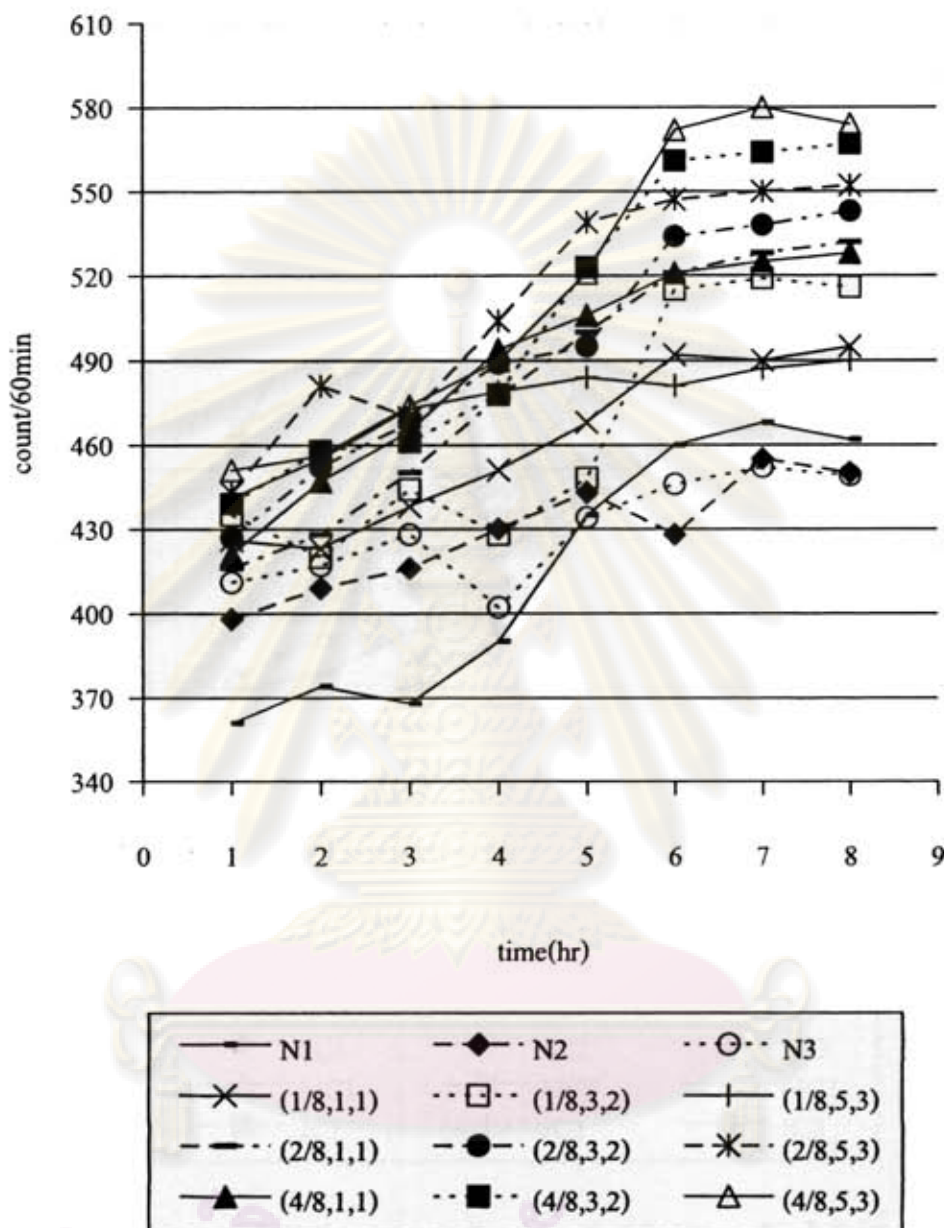 610
580
550
520
490
460
430
400
370
340
count/60min
0 1 2 3 4 5 6 7 8 9
time(hr)
N1 N2 N3
(1/8,1,1) (1/8,3,2) (1/8,5,3)
(2/8,1,1) (2/8,3,2) (2/8,5,3)
(4/8,1,1) (4/8,3,2) (4/8,5,3)